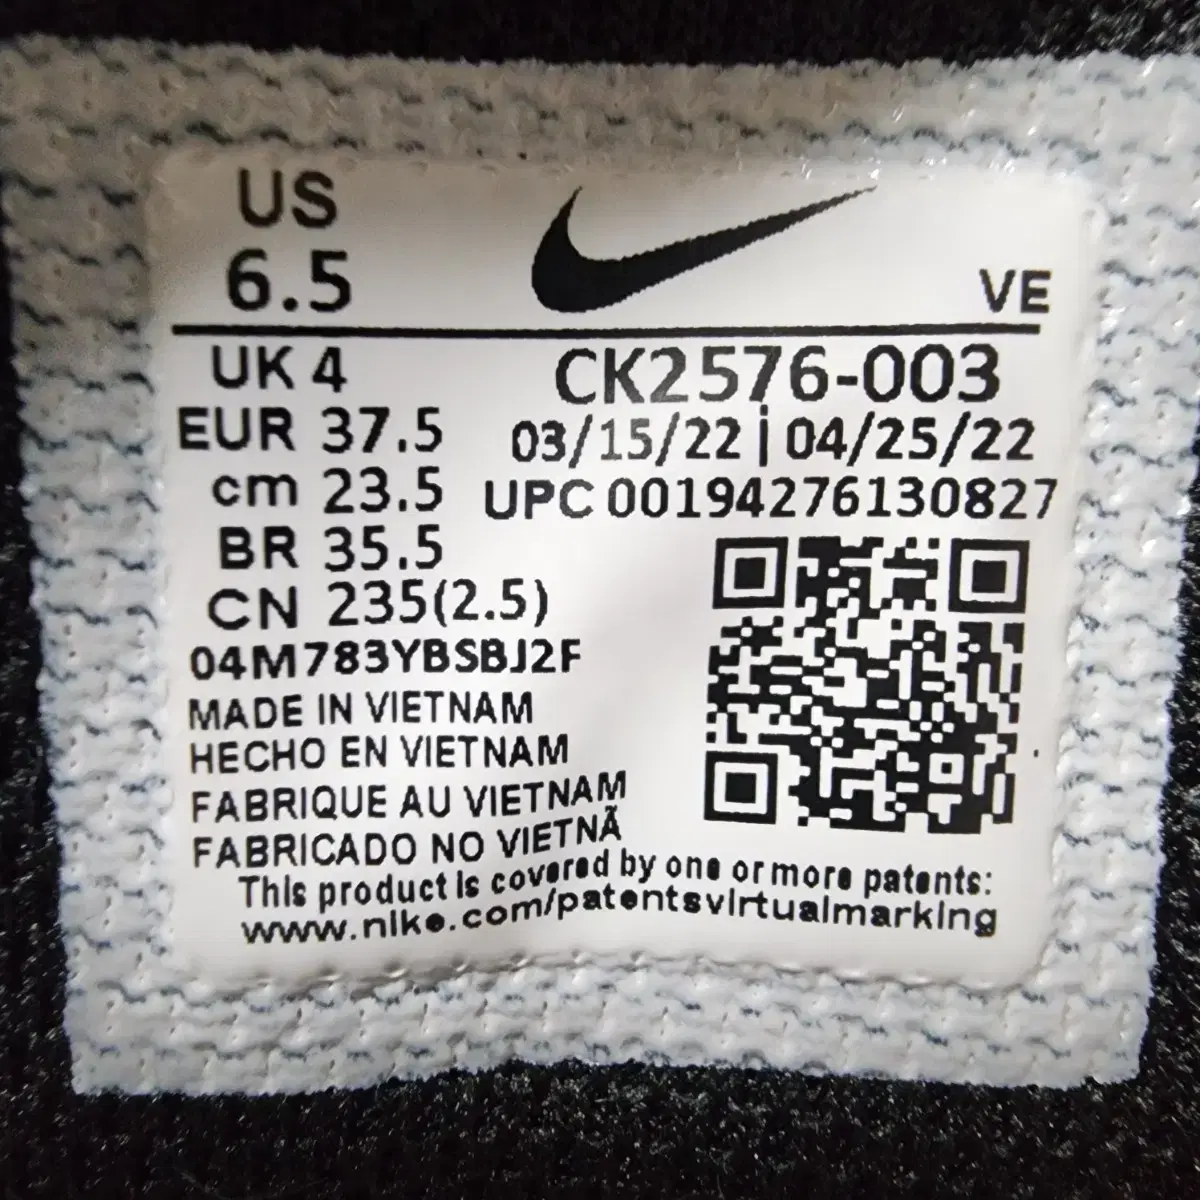 US
6.5
VE
UK 4
EUR 37.5
cm 23.5
BR 35.5
CN 235(2.5)
CK2576-003
03/15/22 | 04/25/22
UPC 00194276130827
04M783YBSBJ2F
MADE IN VIETNAM
HECHO EN VIETNAM
FABRIQUE AU VIETNAM
FABRICADO NO VIETNÃ
This product is covered by one or more patents:
www.nike.com/patentsvirtualmarking